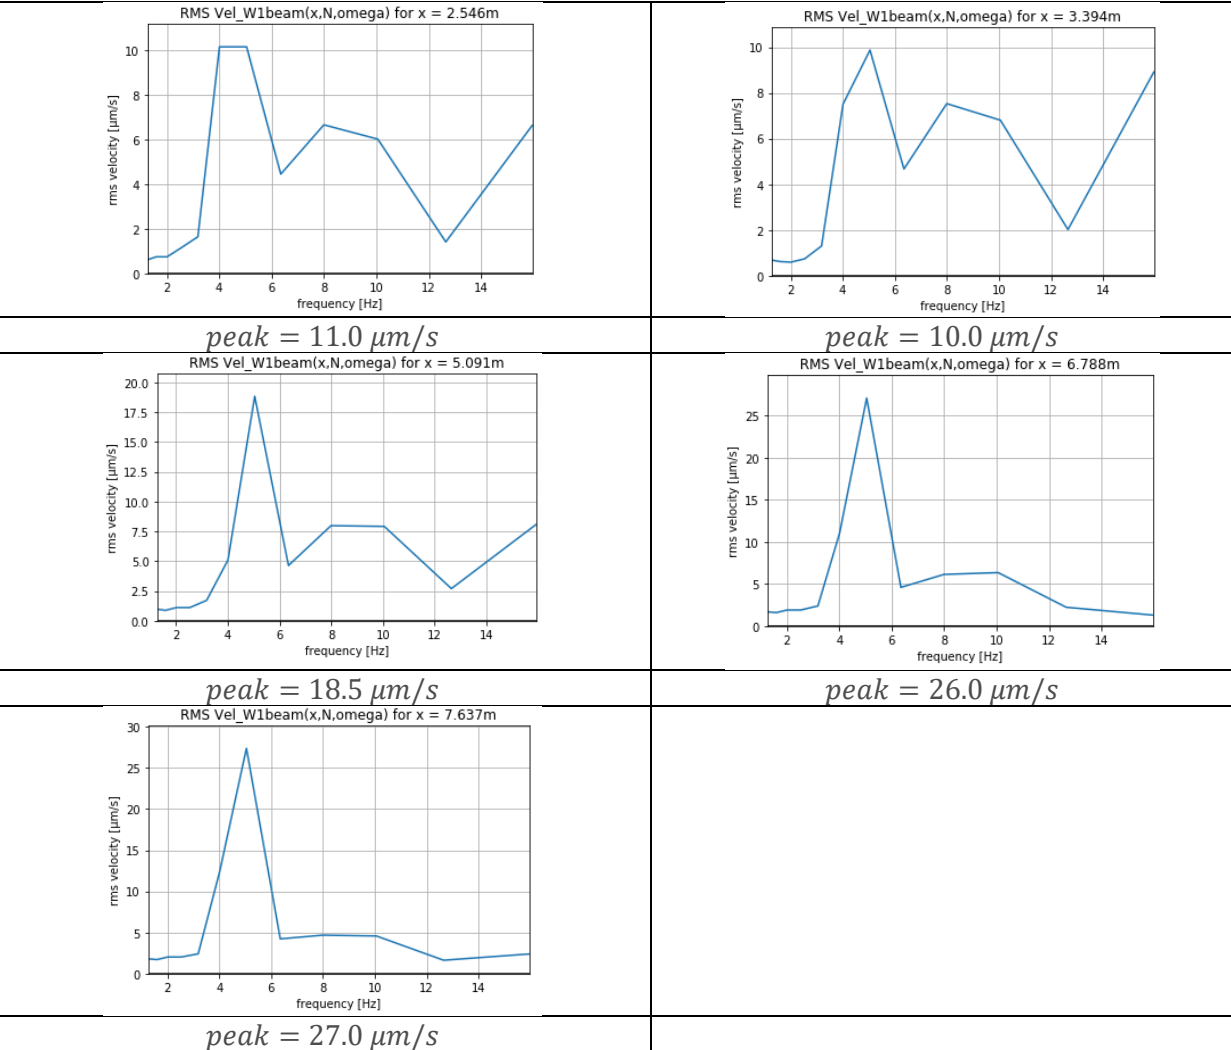 RMS Vel_W1beam(x,N,omega) for x = 2.546m
rms velocity [μm/s]
10
8
6
4
2
0
2 4 6 8 10 12 14
frequency [Hz]
peak = 11.0 μm/s
RMS Vel_W1beam(x,N,omega) for x = 3.394m
rms velocity [μm/s]
10
8
6
4
2
0
2 4 6 8 10 12 14
frequency [Hz]
peak = 10.0 μm/s
RMS Vel_W1beam(x,N,omega) for x = 5.091m
rms velocity [μm/s]
20.0
17.5
15.0
12.5
10.0
7.5
5.0
2.5
0.0
2 4 6 8 10 12 14
frequency [Hz]
peak = 18.5 μm/s
RMS Vel_W1beam(x,N,omega) for x = 6.788m
rms velocity [μm/s]
25
20
15
10
5
0
2 4 6 8 10 12 14
frequency [Hz]
peak = 26.0 μm/s
RMS Vel_W1beam(x,N,omega) for x = 7.637m
rms velocity [μm/s]
30
25
20
15
10
5
0
2 4 6 8 10 12 14
frequency [Hz]
peak = 27.0 μm/s